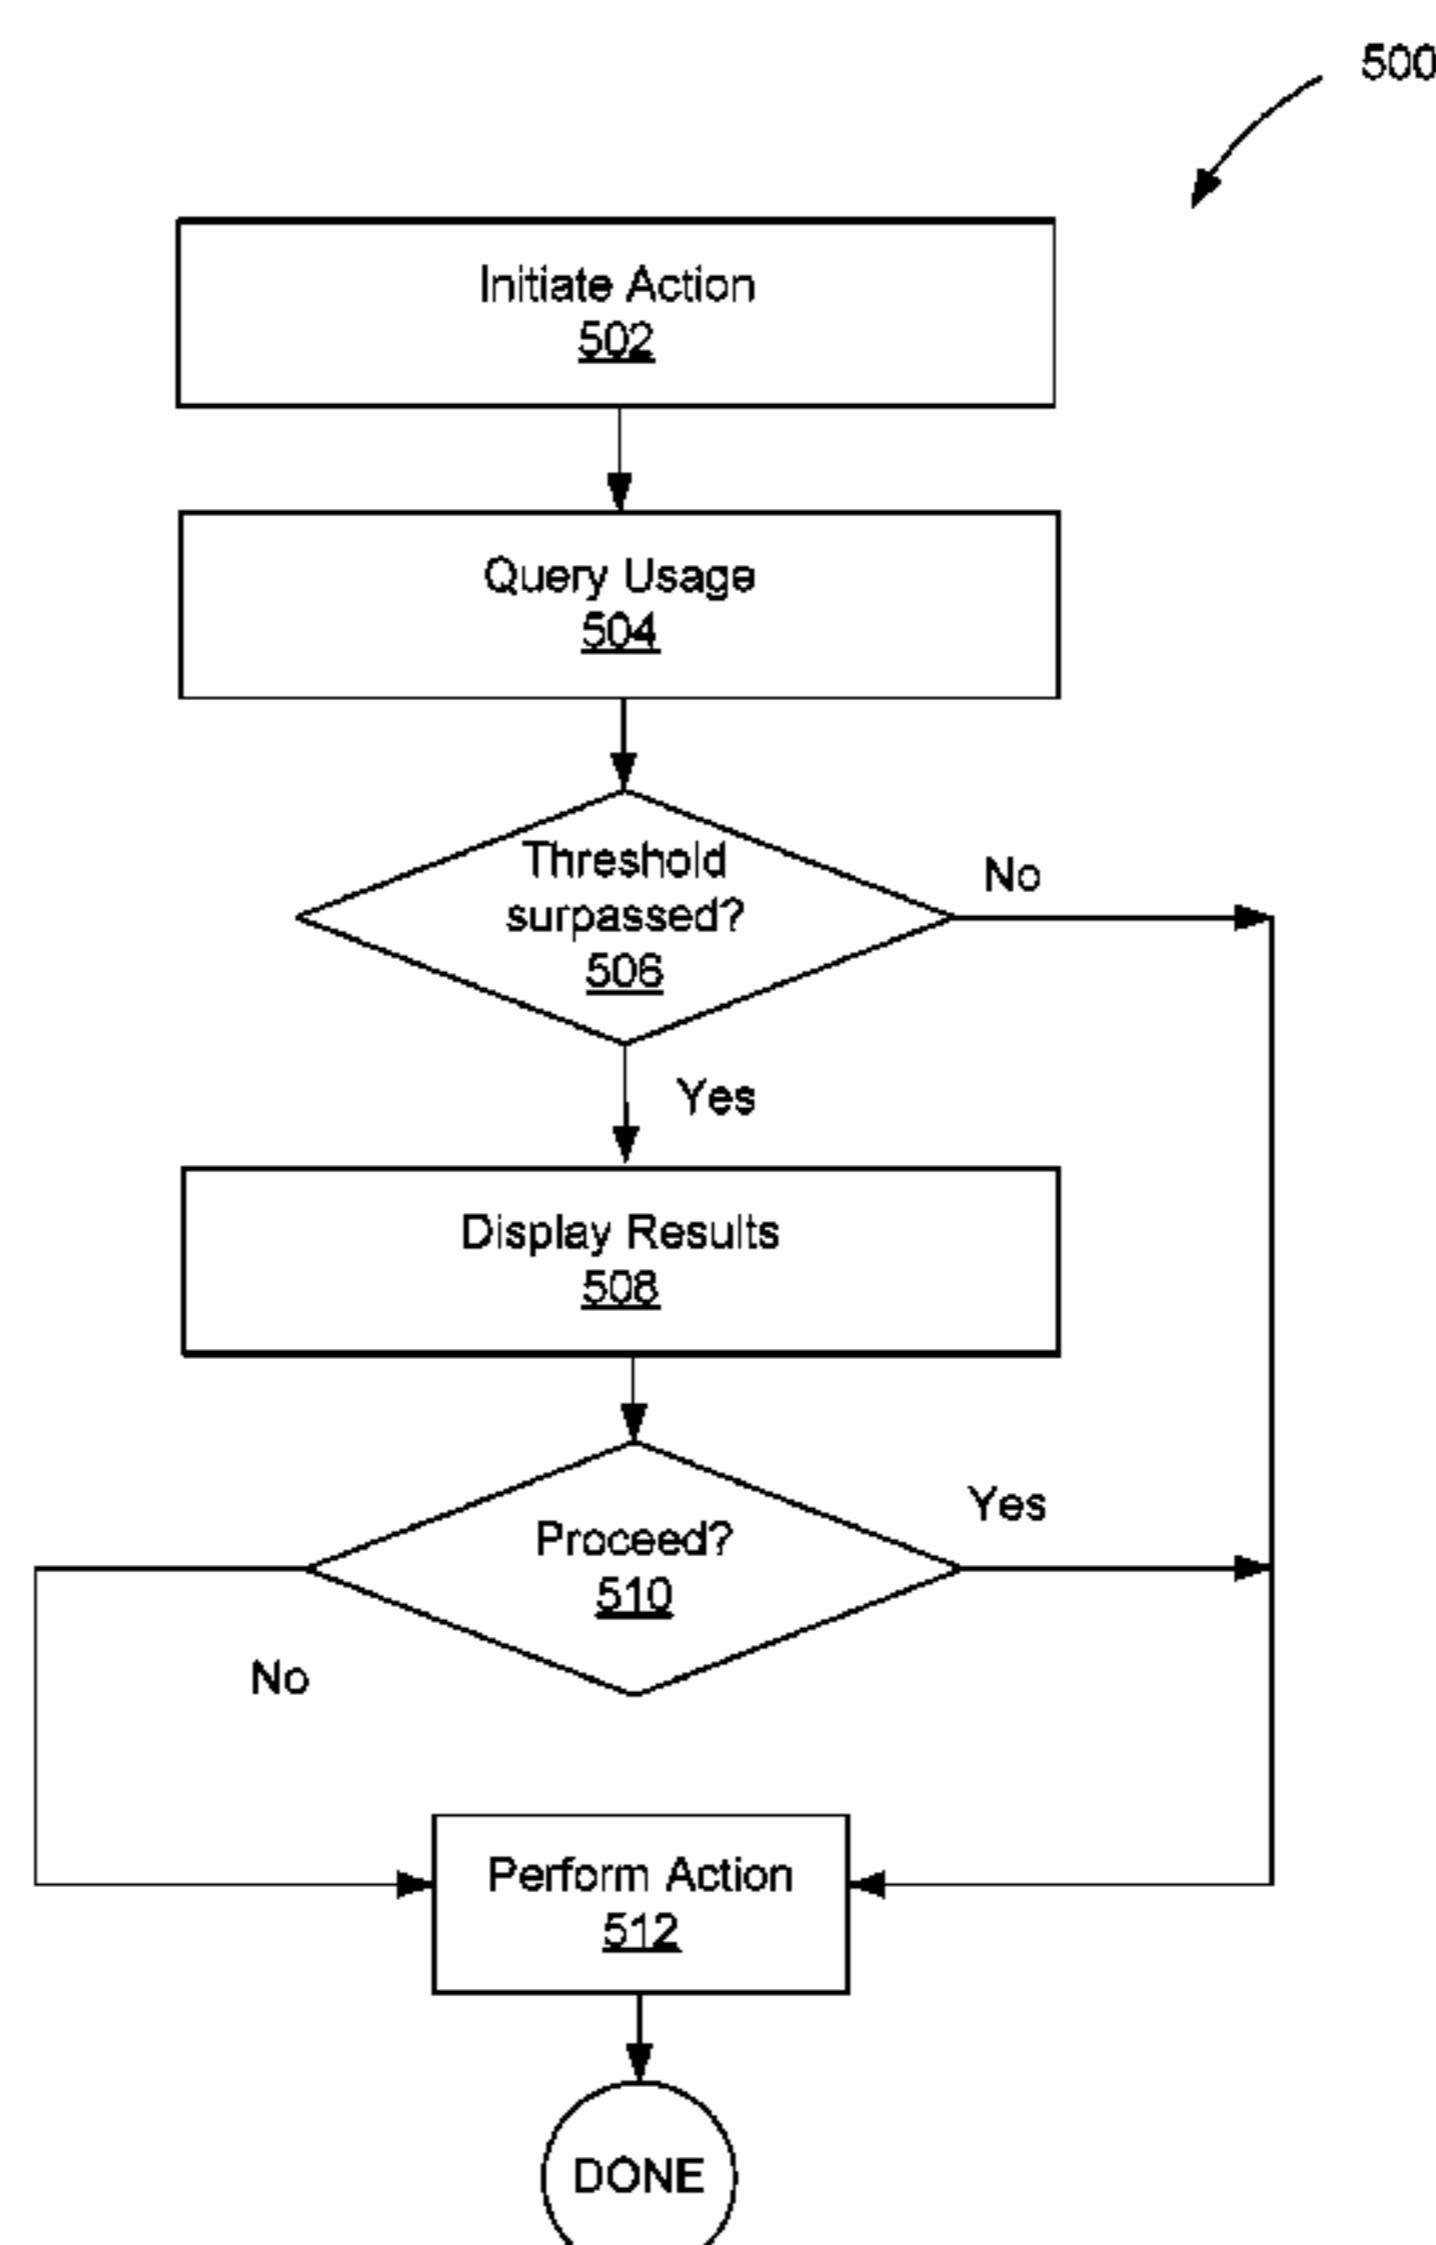 500
Initiate Action
502
Query Usage
504
Threshold
surpassed?
506
No
Yes
Display Results
508
Proceed?
510
Yes
No
Perform Action
512
DONE